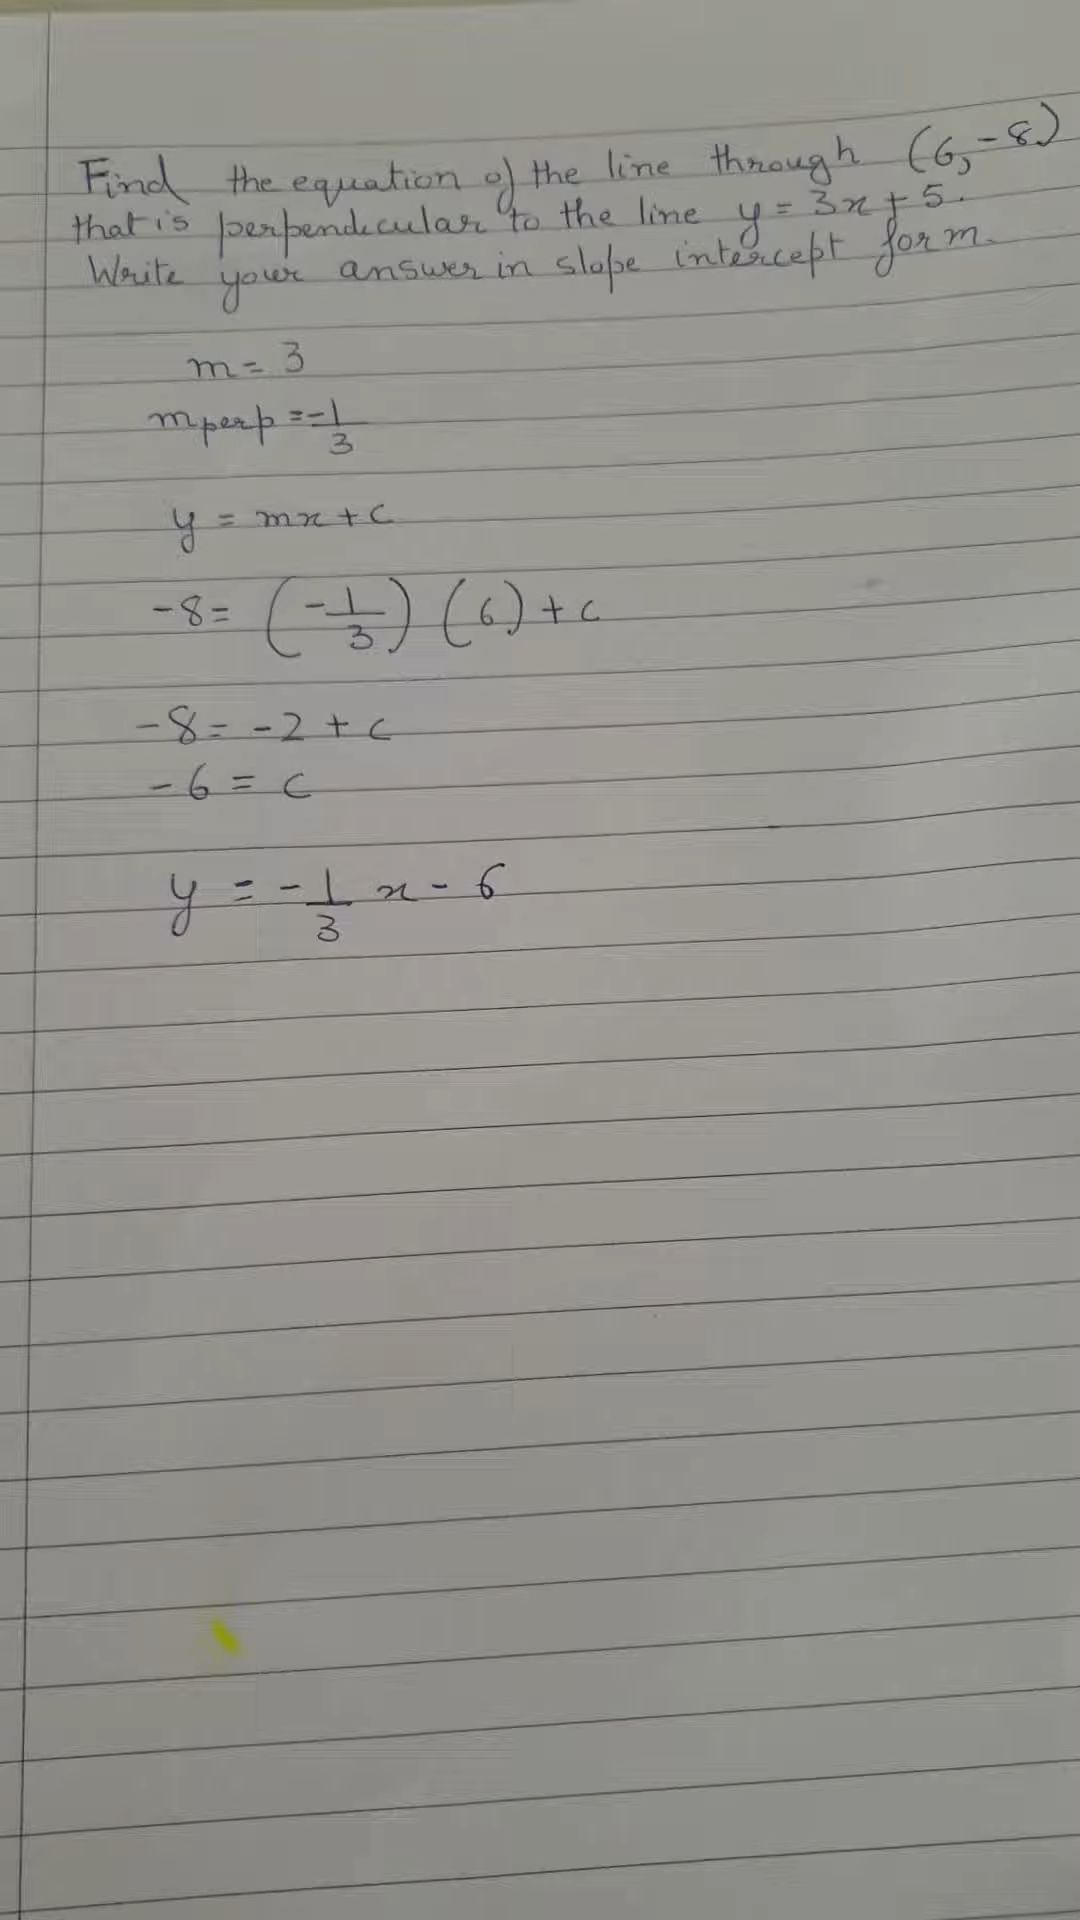 Find the equation of the line through (6, -8)
that is perpendicular to the line y = 3x + 5.
Write your answer in slope intercept form.
m = 3
m perp = -1/3
y = mx + c
-8 = (-1/3) (6) + c
-8 = -2 + c
-6 = c
y = -1/3 x - 6